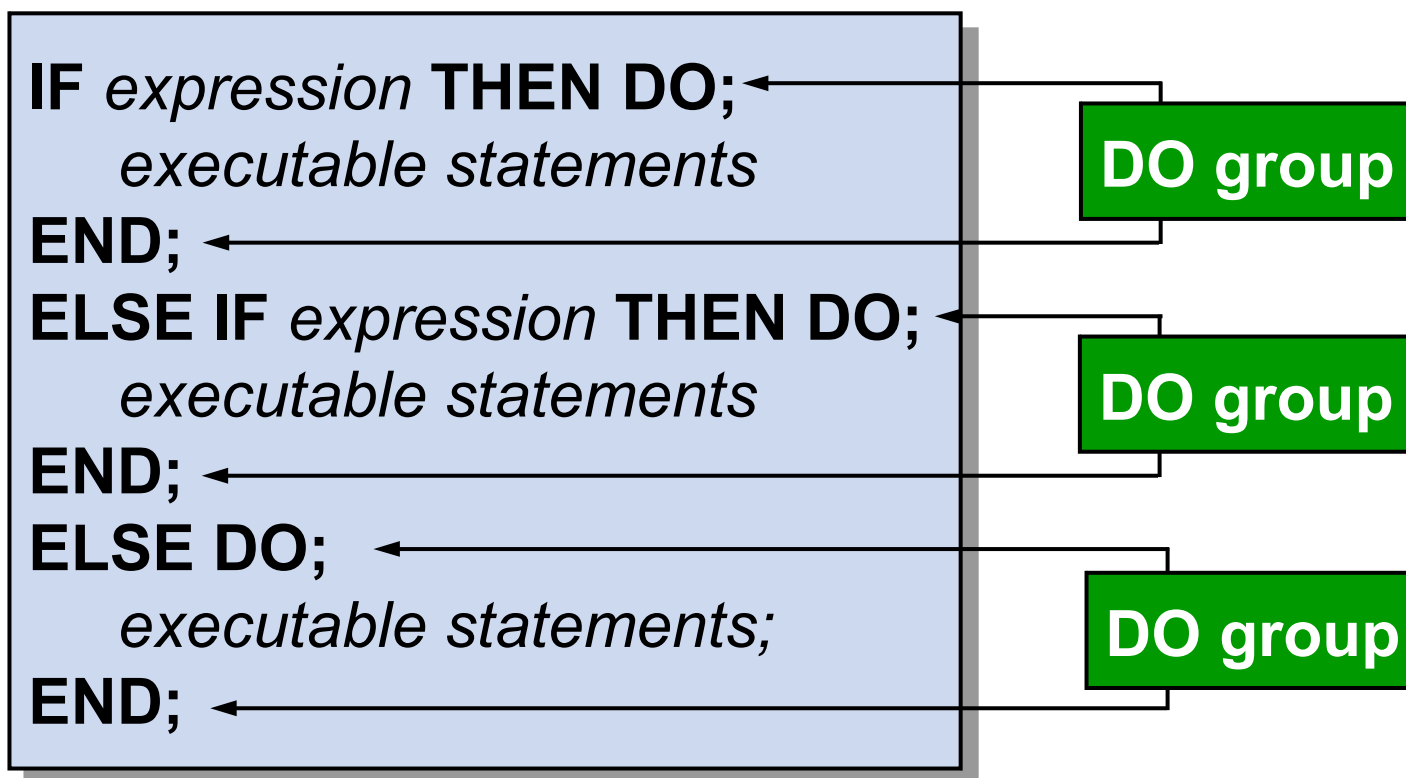 IF expression THEN DO;
executable statements
END;
ELSE IF expression THEN DO;
executable statements
END;
ELSE DO;
executable statements;
END;
DO group
DO group
DO group